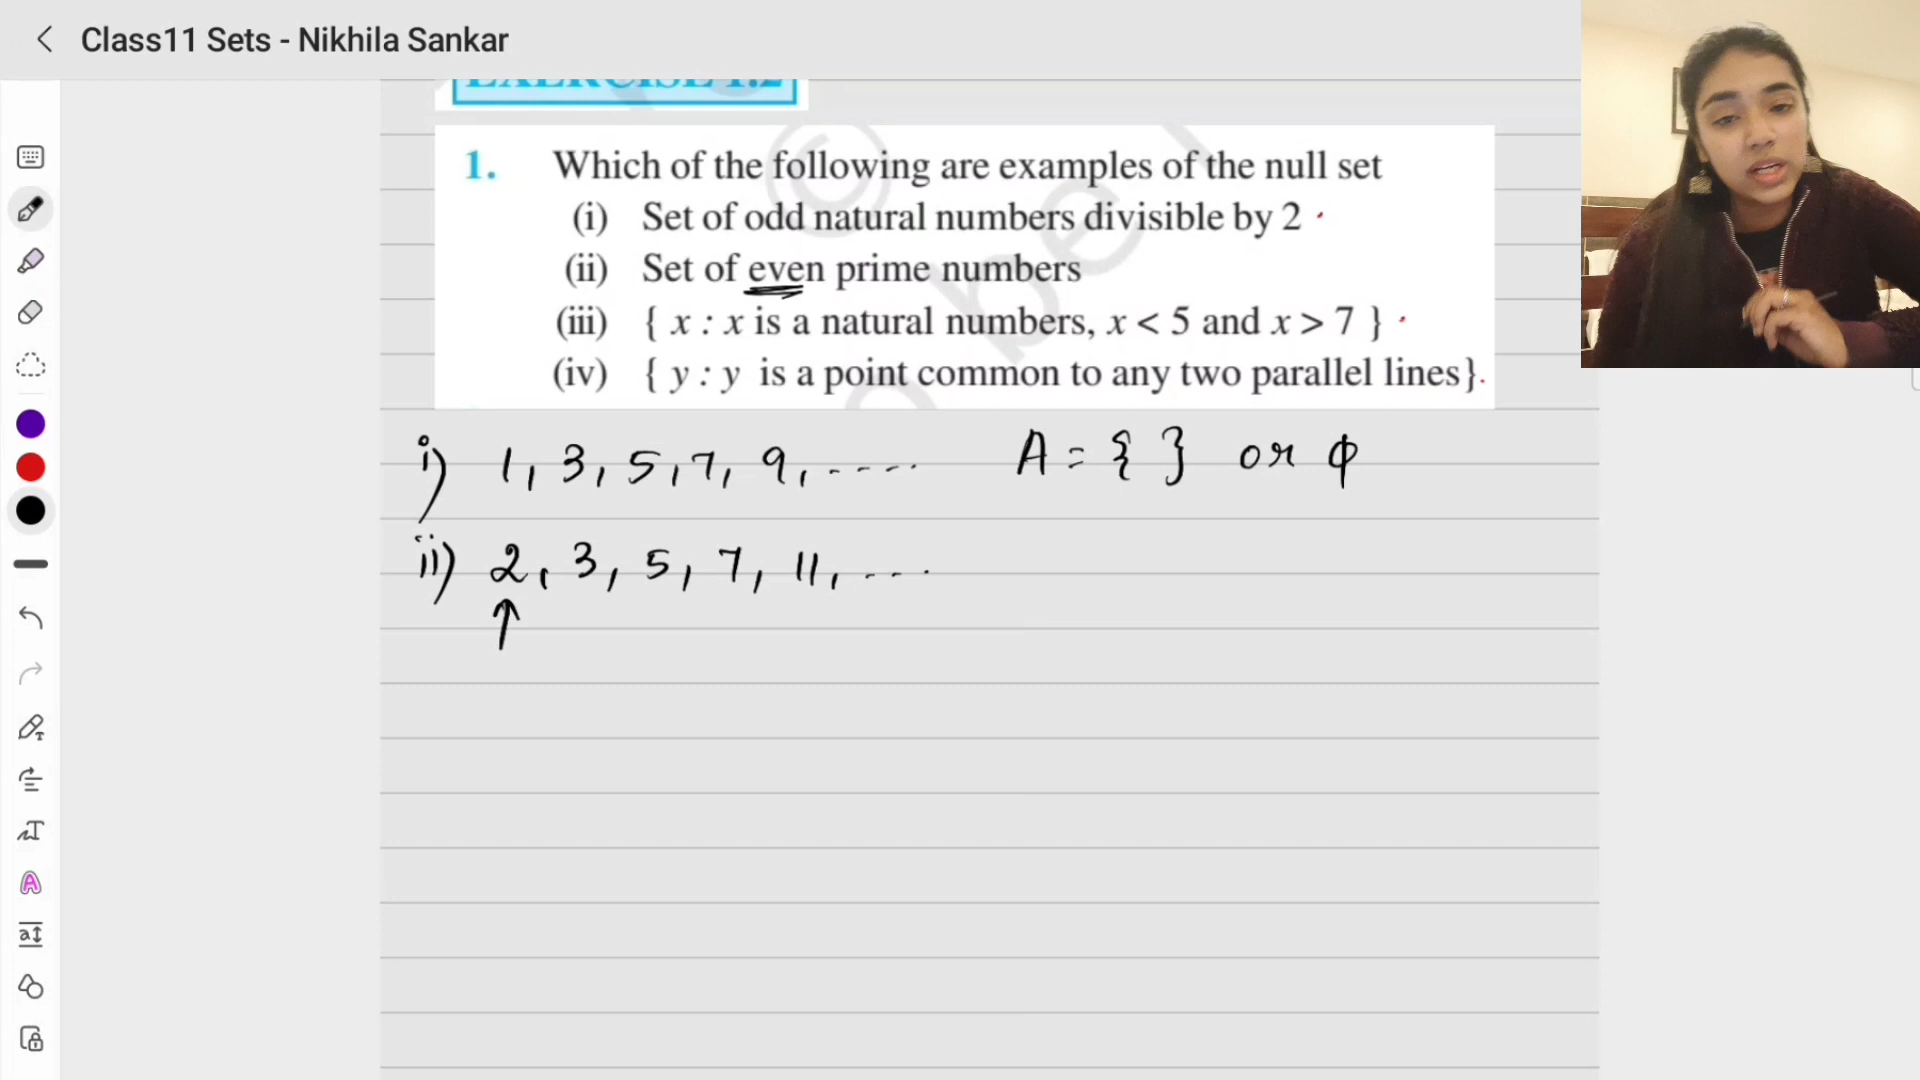 Class11 Sets - Nikhila Sankar
EXERCISE 1.2
1. Which of the following are examples of the null set
(i) Set of odd natural numbers divisible by 2
(ii) Set of even prime numbers
(iii) { x : x is a natural numbers, x < 5 and x > 7 }
(iv) { y : y is a point common to any two parallel lines}.
i) 1, 3, 5, 7, 9, ..... A = { } or ϕ
ii) 2, 3, 5, 7, 11, ....
↑